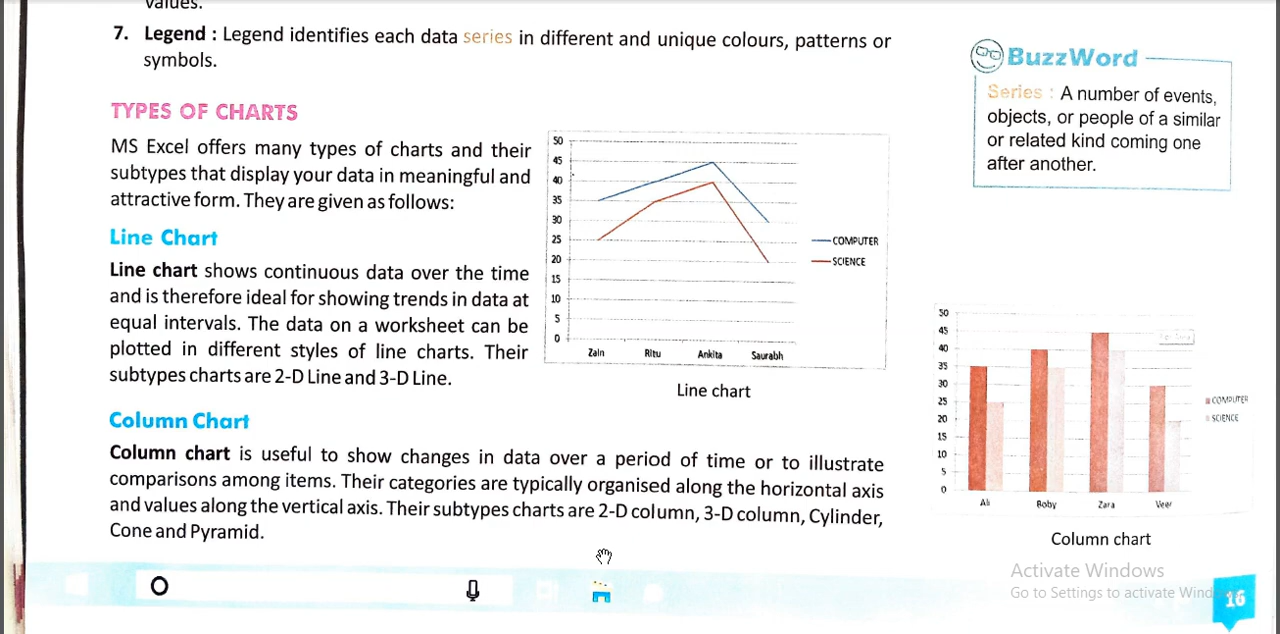 values.
7. Legend : Legend identifies each data series in different and unique colours, patterns or
symbols.
BuzzWord
Series : A number of events,
objects, or people of a similar
or related kind coming one
after another.
TYPES OF CHARTS
MS Excel offers many types of charts and their
subtypes that display your data in meaningful and
attractive form. They are given as follows:
Line Chart
Line chart shows continuous data over the time
and is therefore ideal for showing trends in data at
equal intervals. The data on a worksheet can be
plotted in different styles of line charts. Their
subtypes charts are 2-D Line and 3-D Line.
50
45
40
35
30
25
20
15
10
5
0
Zain Ritu Ankita Saurabh
COMPUTER
SCIENCE
Line chart
Column Chart
Column chart is useful to show changes in data over a period of time or to illustrate
comparisons among items. Their categories are typically organised along the horizontal axis
and values along the vertical axis. Their subtypes charts are 2-D column, 3-D column, Cylinder,
Cone and Pyramid.
50
45
40
35
30
25
20
15
10
5
0
Ali Boby Zara Veer
COMPUTER
SCIENCE
Column chart
Activate Windows
Go to Settings to activate Wind
16